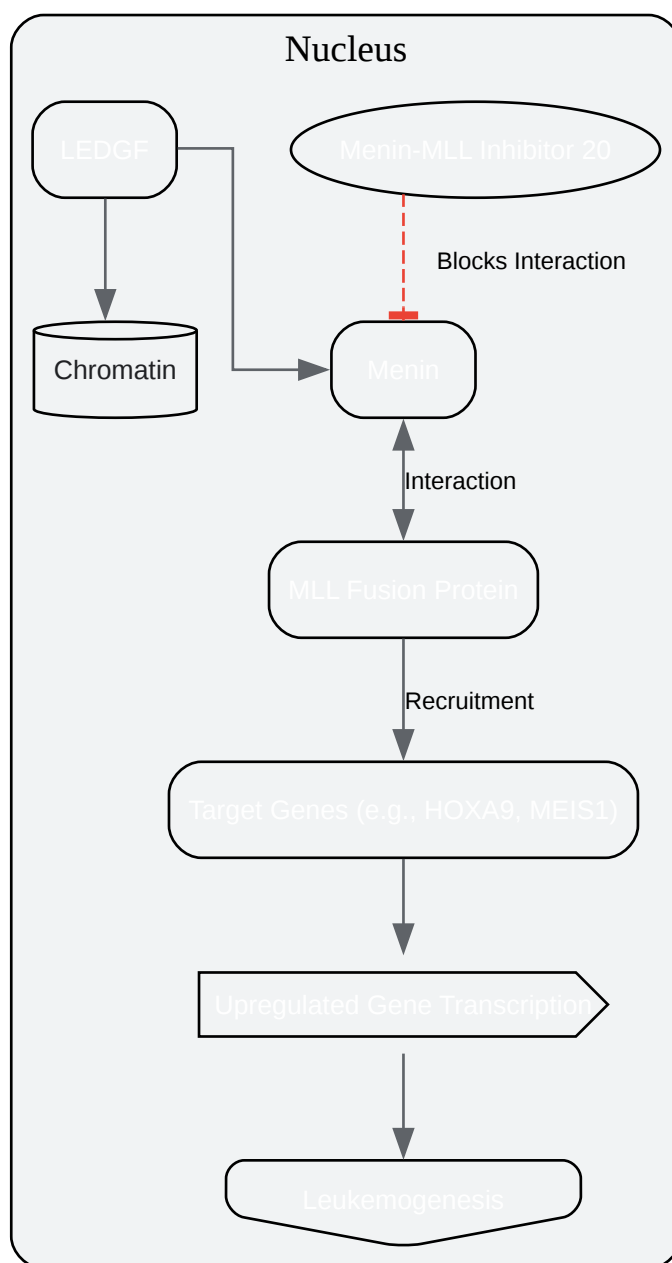 Nucleus
LEDGF
Menin-MLL Inhibitor 20
Blocks Interaction
Chromatin
Menin
Interaction
MLL Fusion Protein
Recruitment
Target Genes (e.g., HOXA9, MEIS1)
Upregulated Gene Transcription
Leukemogenesis